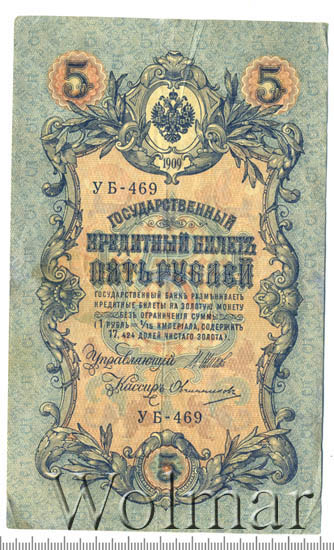 5 5
1909
УБ-469
ГОСУДАРСТВЕННЫЙ
КРЕДИТНЫЙ БИЛЕТЪ
ПЯТЬ РУБЛЕЙ
ГОСУДАРСТВЕННЫЙ БАНКЪ РАЗМѢНИВАЕТЪ
КРЕДИТНЫЕ БИЛЕТЫ НА ЗОЛОТУЮ МОНЕТУ
БЕЗЪ ОГРАНИЧЕНІЯ СУММЫ
(1 РУБЛЬ = 1/15 ИМПЕРІАЛА, СОДЕРЖИТЪ
17,424 ДОЛЕЙ ЧИСТАГО ЗОЛОТА).
Управляющій
Кассиръ Овчинниковъ
УБ-469
5
Wolmar